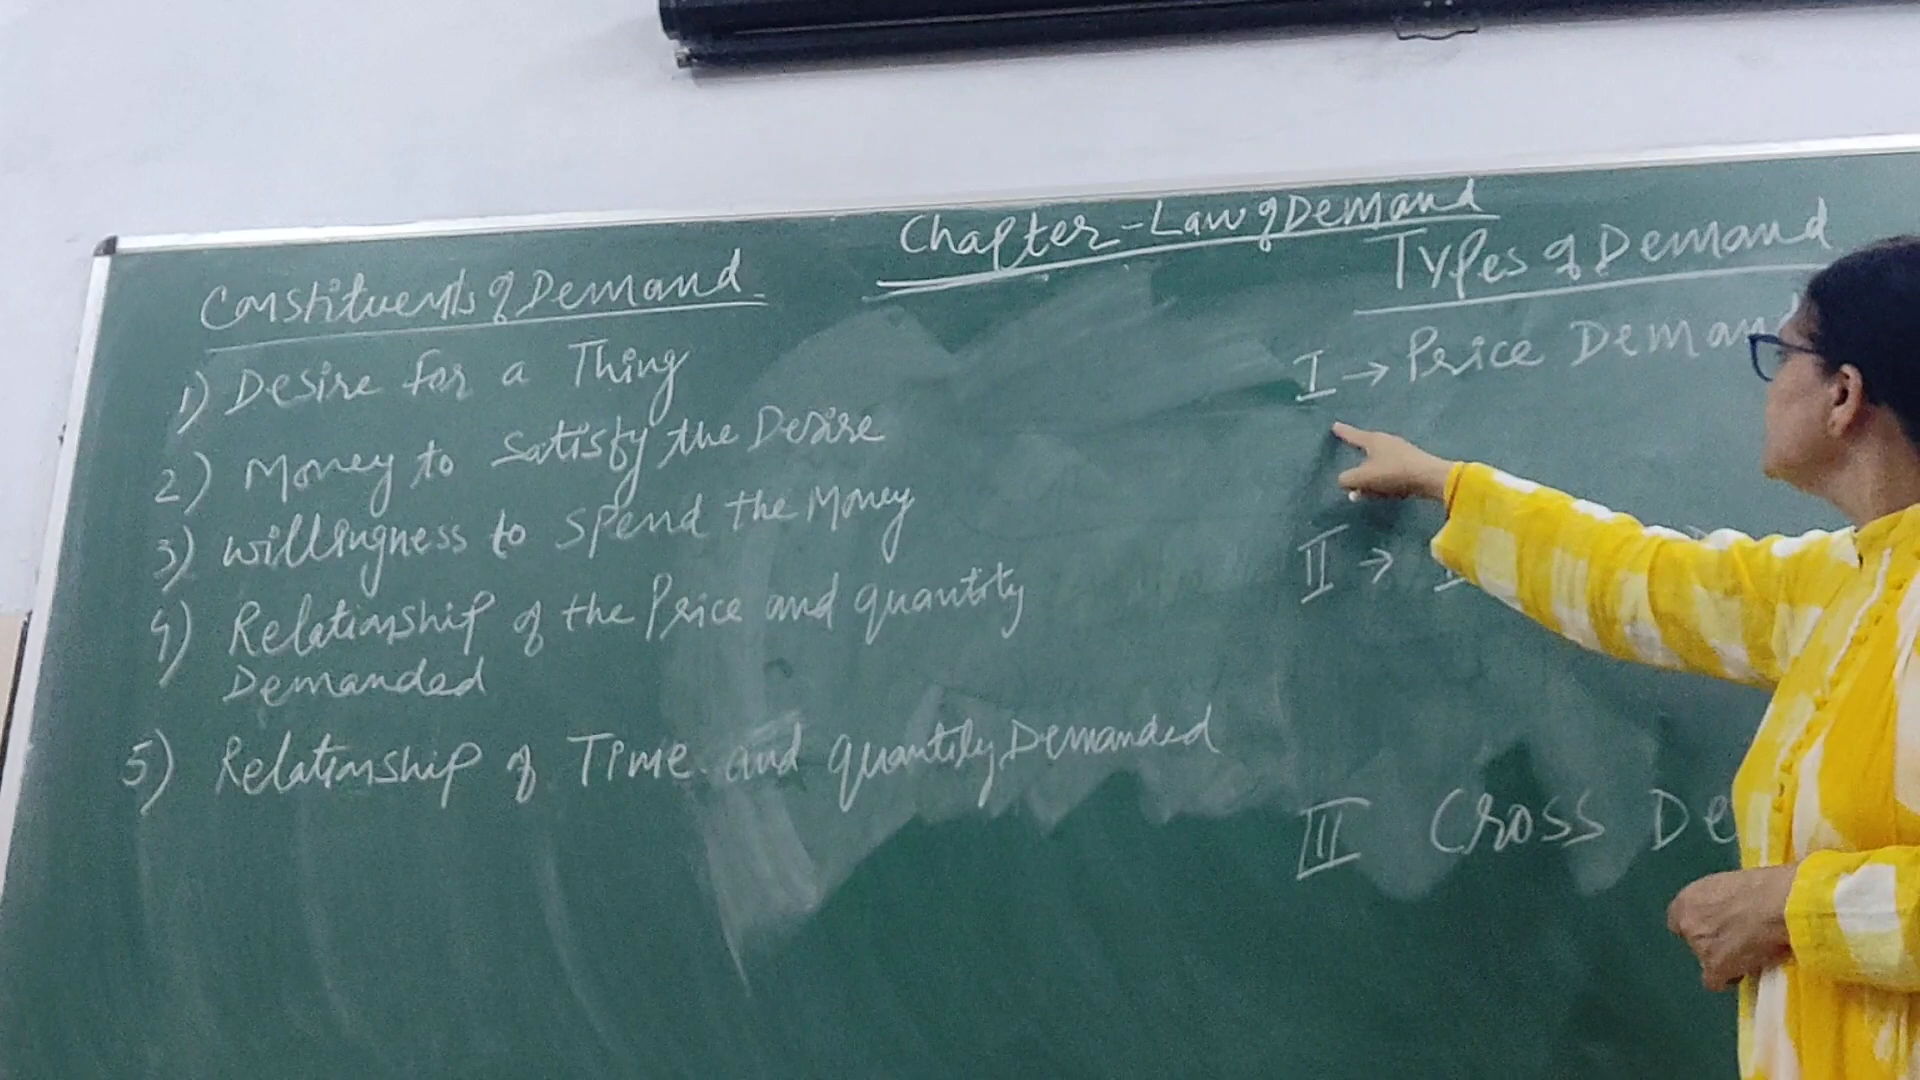 Chapter - Law of Demand
Constituents of Demand
1) Desire for a Thing
2) Money to satisfy the Desire
3) willingness to spend the Money
4) Relationship of the Price and quantity
Demanded
5) Relationship of Time and quantity Demanded
Types of Demand
I → Price Demand
II →
III Cross De